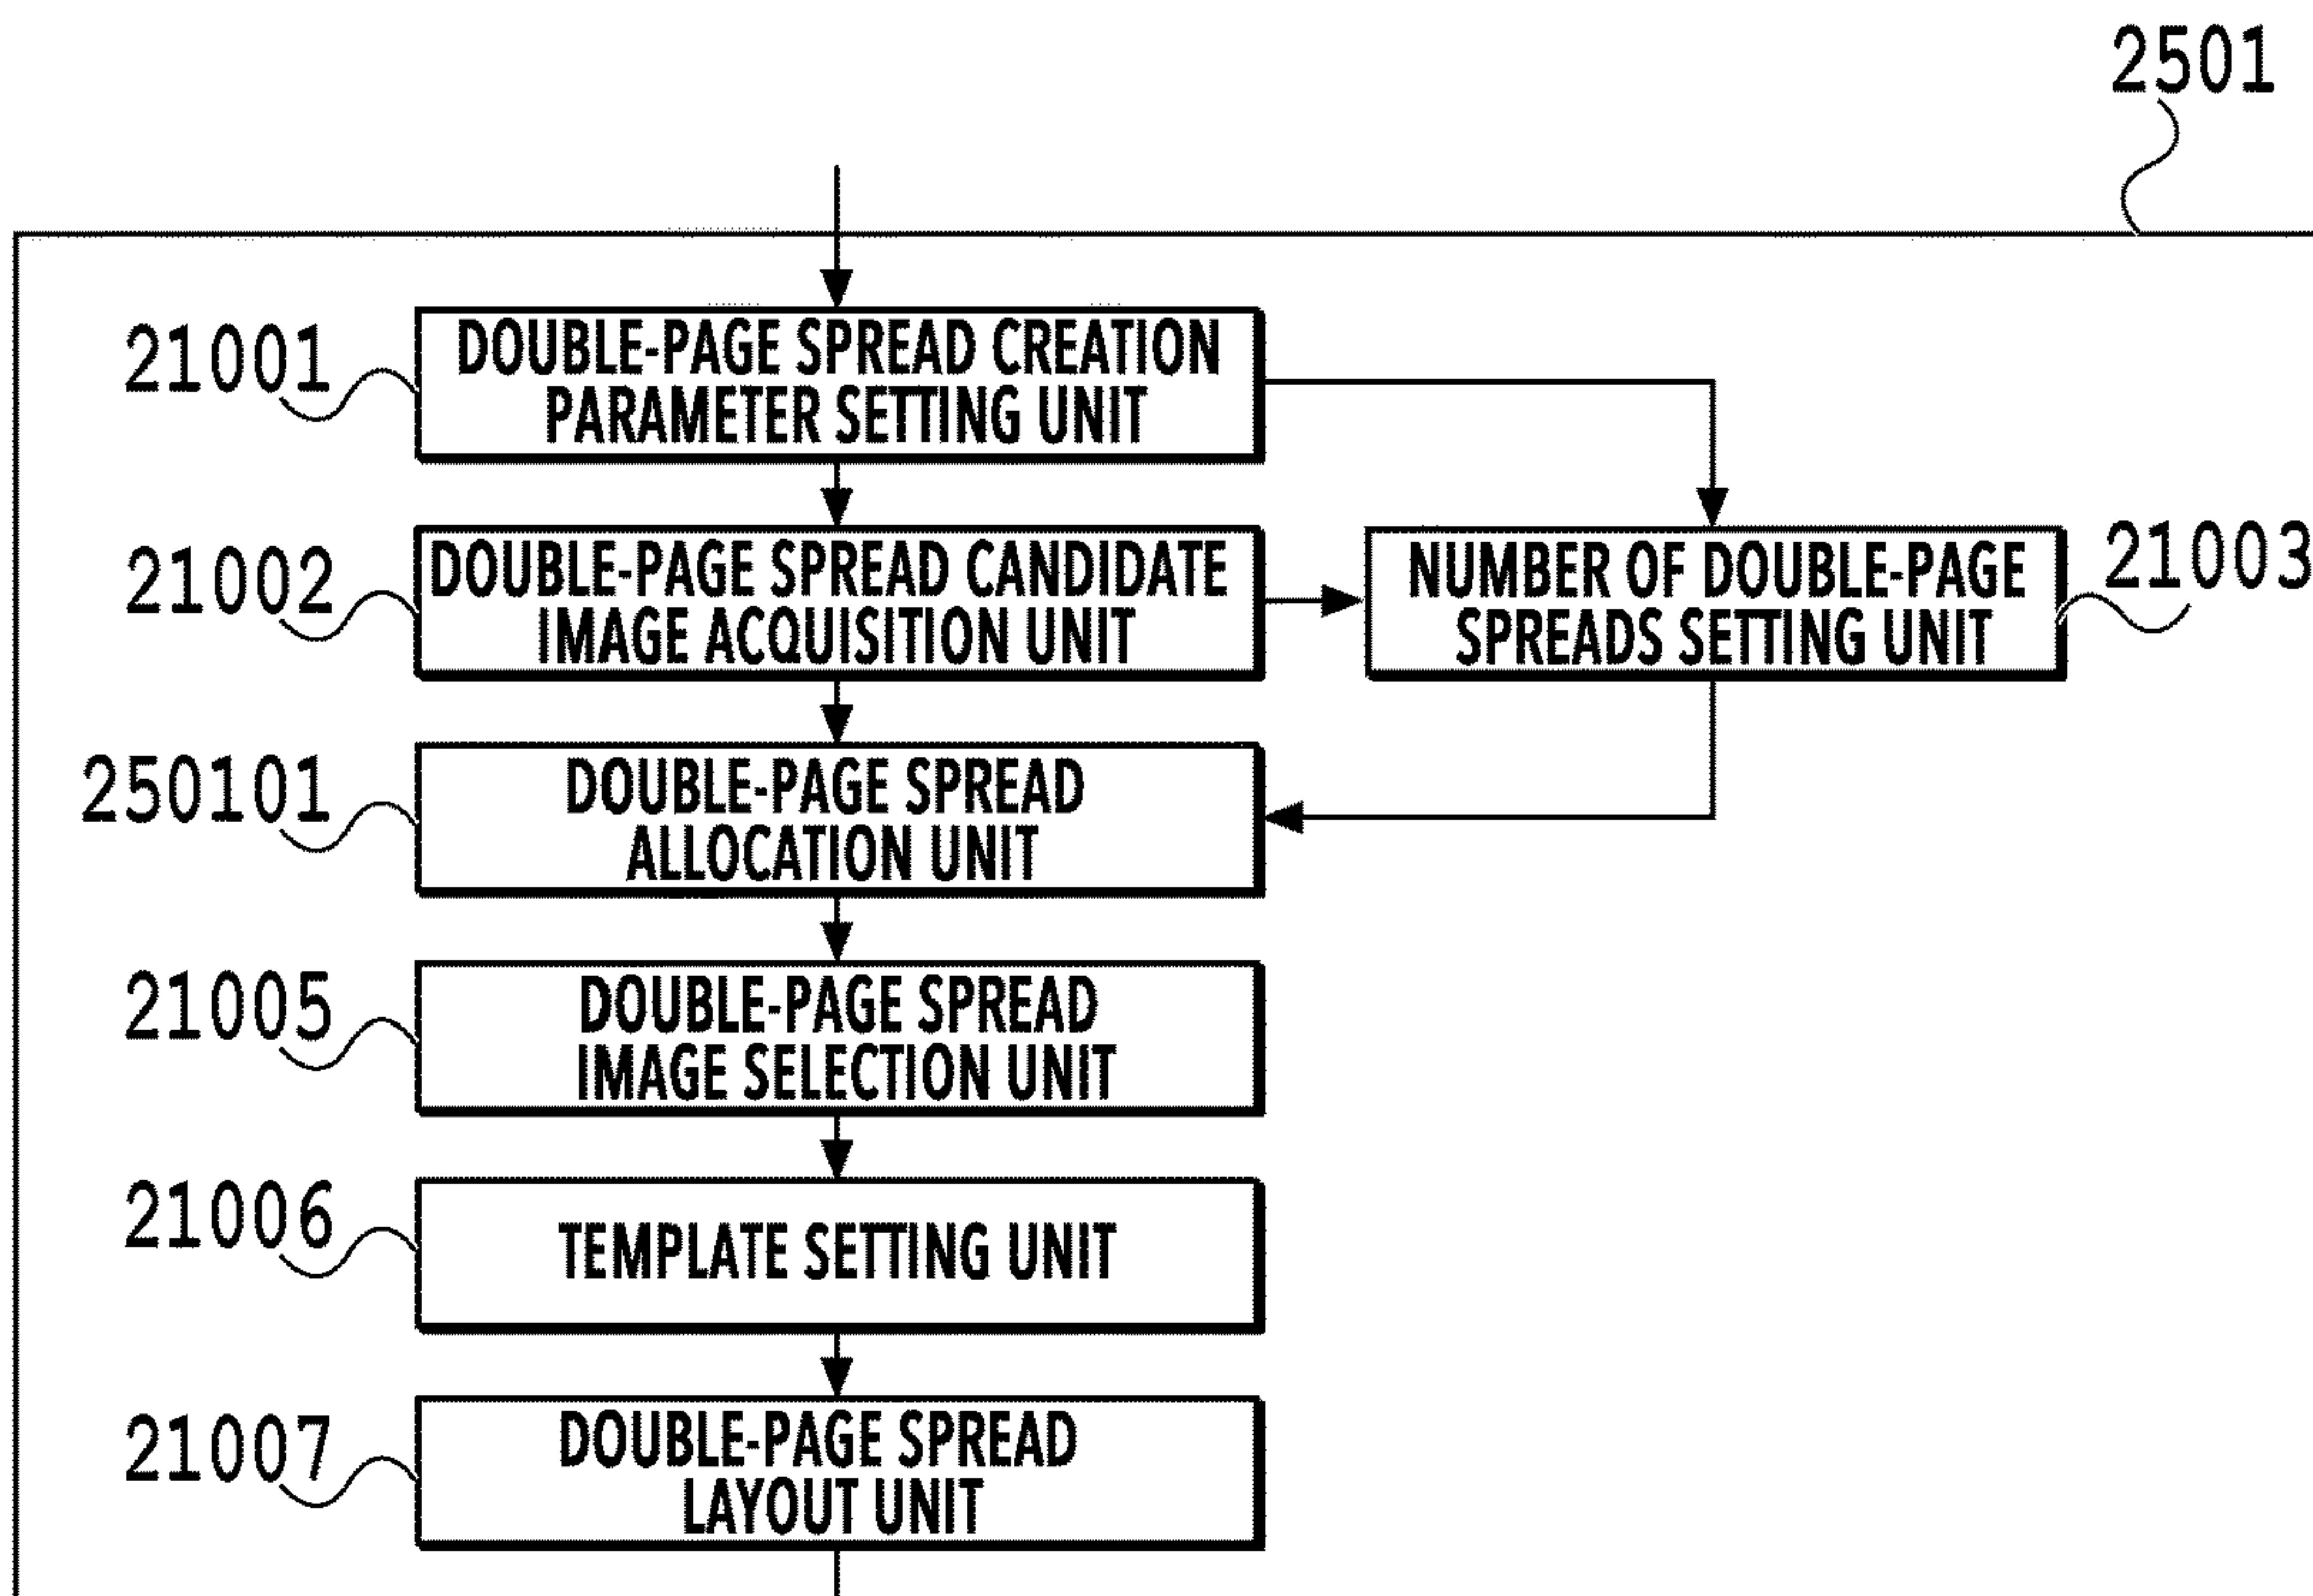 2501
21001
DOUBLE-PAGE SPREAD CREATION
PARAMETER SETTING UNIT
21002
DOUBLE-PAGE SPREAD CANDIDATE
IMAGE ACQUISITION UNIT
NUMBER OF DOUBLE-PAGE
SPREADS SETTING UNIT
21003
250101
DOUBLE-PAGE SPREAD
ALLOCATION UNIT
21005
DOUBLE-PAGE SPREAD
IMAGE SELECTION UNIT
21006
TEMPLATE SETTING UNIT
21007
DOUBLE-PAGE SPREAD
LAYOUT UNIT